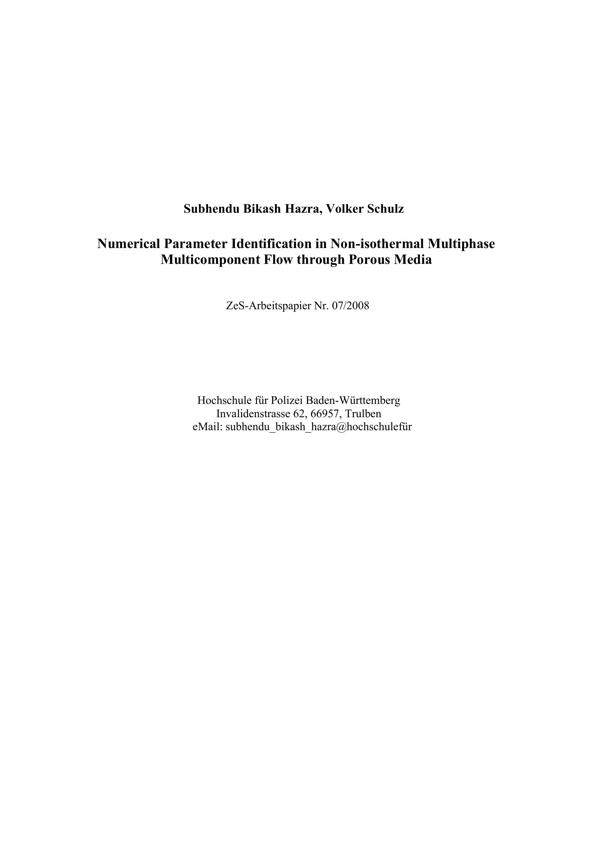 Subhendu Bikash Hazra, Volker Schulz
Numerical Parameter Identification in Non-isothermal Multiphase
Multicomponent Flow through Porous Media
ZeS-Arbeitspapier Nr. 07/2008
Hochschule für Polizei Baden-Württemberg
Invalidenstrasse 62, 66957, Trulben
eMail: subhendu_bikash_hazra@hochschulefür